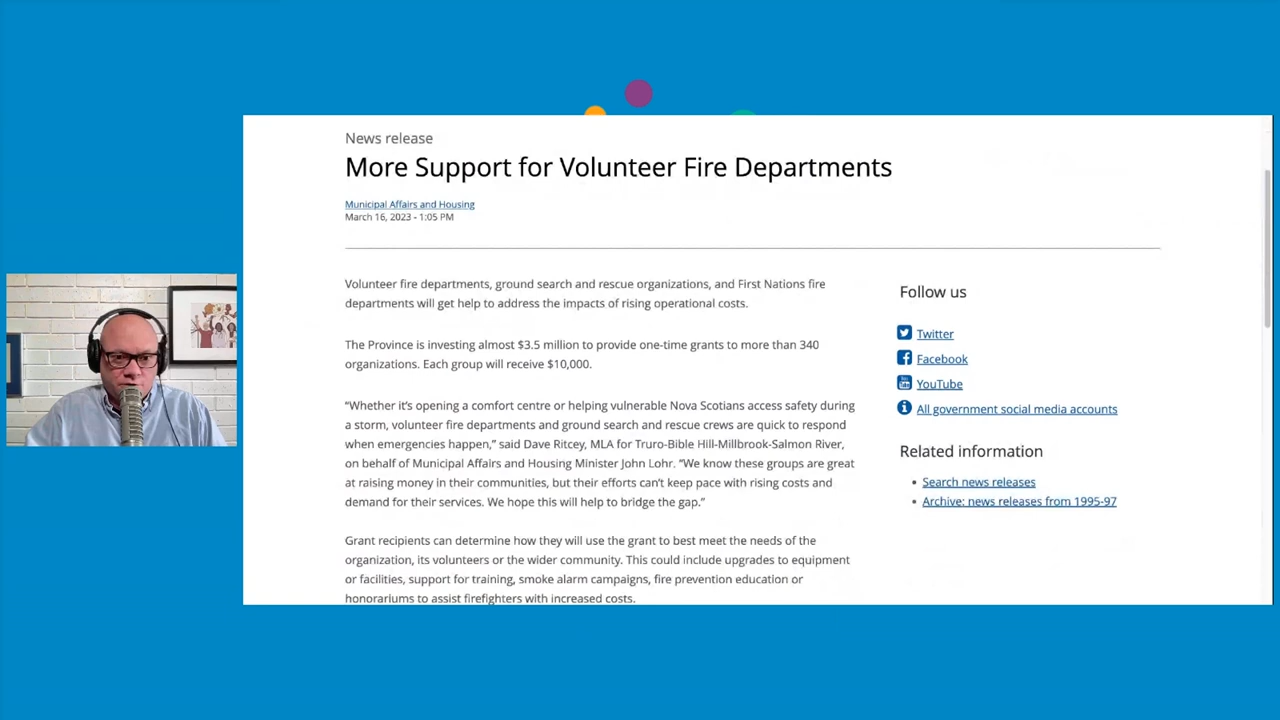 News release
More Support for Volunteer Fire Departments
Municipal Affairs and Housing
March 16, 2023 - 1:05 PM
Volunteer fire departments, ground search and rescue organizations, and First Nations fire
departments will get help to address the impacts of rising operational costs.
The Province is investing almost $3.5 million to provide one-time grants to more than 340
organizations. Each group will receive $10,000.
“Whether it’s opening a comfort centre or helping vulnerable Nova Scotians access safety during
a storm, volunteer fire departments and ground search and rescue crews are quick to respond
when emergencies happen,” said Dave Ritcey, MLA for Truro-Bible Hill-Millbrook-Salmon River,
on behalf of Municipal Affairs and Housing Minister John Lohr. “We know these groups are great
at raising money in their communities, but their efforts can’t keep pace with rising costs and
demand for their services. We hope this will help to bridge the gap.”
Grant recipients can determine how they will use the grant to best meet the needs of the
organization, its volunteers or the wider community. This could include upgrades to equipment
or facilities, support for training, smoke alarm campaigns, fire prevention education or
honorariums to assist firefighters with increased costs.
Follow us
Twitter
Facebook
YouTube
All government social media accounts
Related information
Search news releases
Archive: news releases from 1995-97